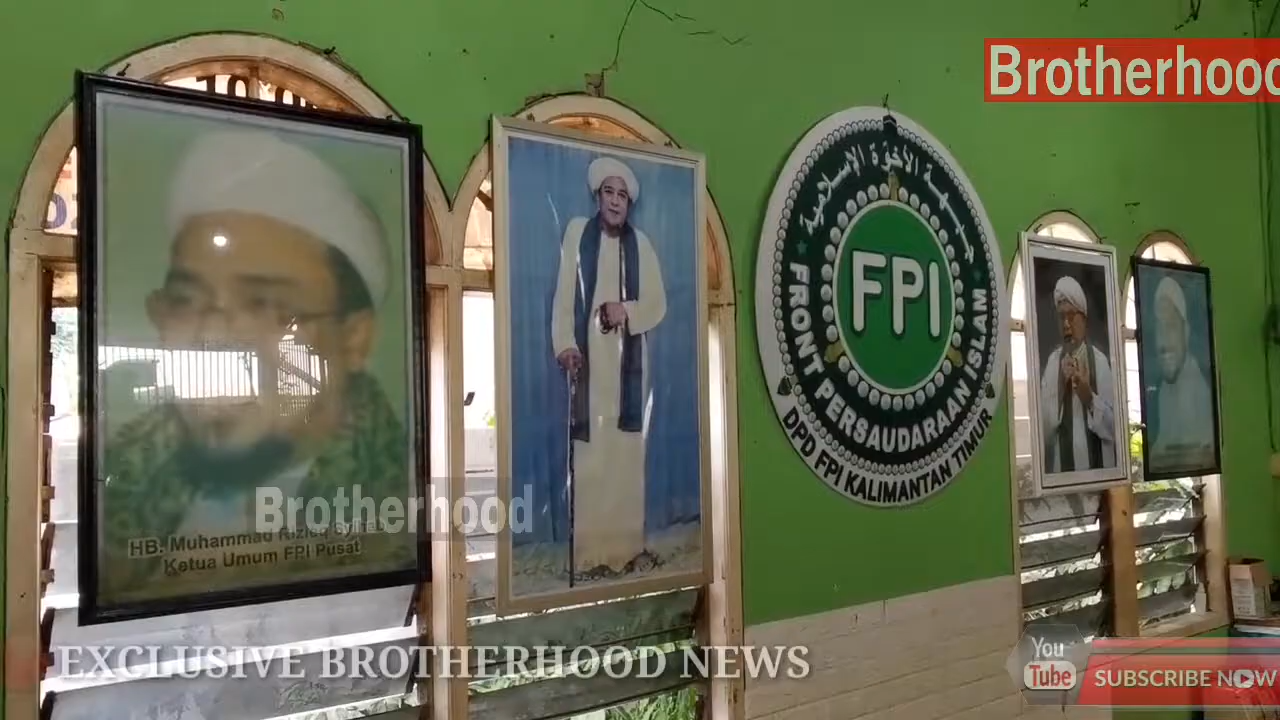 Brotherhood
جبهة الأخوة الإسلامية
FPI
FRONT PERSAUDARAAN ISLAM
DPD FPI KALIMANTAN TIMUR
Brotherhood
HB. Muhammad Rizieq Syihab
Ketua Umum FPI Pusat
EXCLUSIVE BROTHERHOOD NEWS
You
Tube
SUBSCRIBE NOW